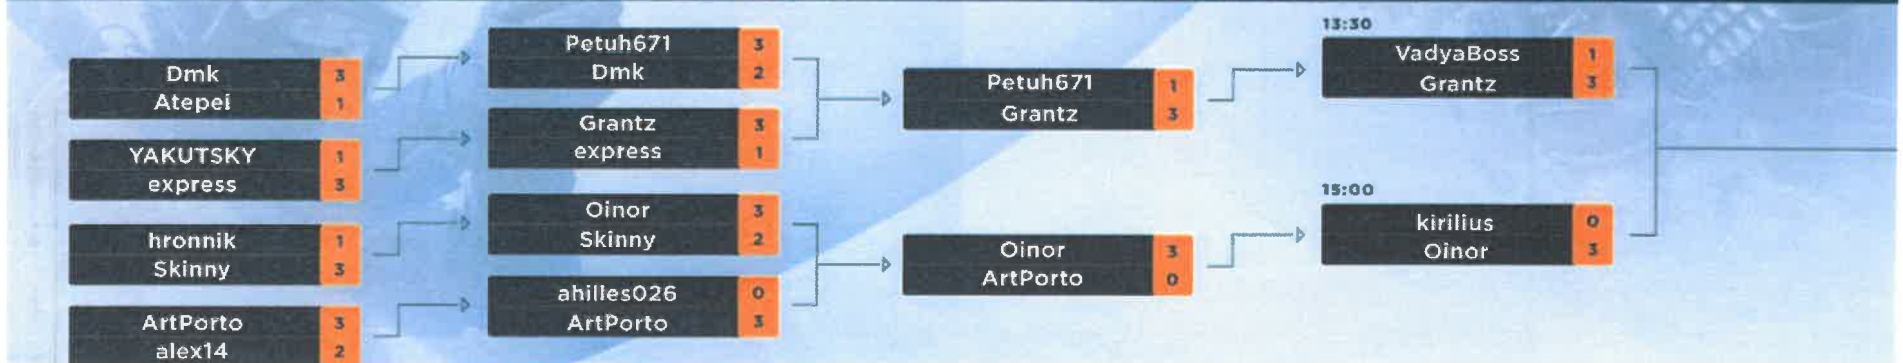 Dmk 3
Atepei 1
YAKUTSKY 1
express 3
hronnik 1
Skinny 3
ArtPorto 3
alex14 2
Petuh671 3
Dmk 2
Grantz 3
express 1
Oinor 3
Skinny 2
ahilles026 0
ArtPorto 3
Petuh671 1
Grantz 3
Oinor 3
ArtPorto 0
13:30
VadyaBoss 1
Grantz 3
15:00
kirilius 0
Oinor 3